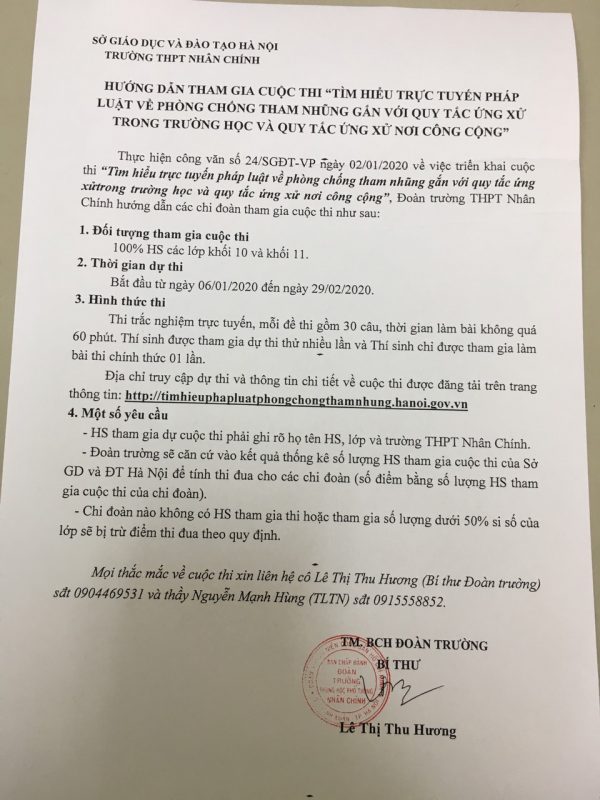 SỞ GIÁO DỤC VÀ ĐÀO TẠO HÀ NỘI
TRƯỜNG THPT NHÂN CHÍNH
HƯỚNG DẪN THAM GIA CUỘC THI “TÌM HIỂU TRỰC TUYẾN PHÁP
LUẬT VỀ PHÒNG CHỐNG THAM NHŨNG GẮN VỚI QUY TẮC ỨNG XỬ
TRONG TRƯỜNG HỌC VÀ QUY TẮC ỨNG XỬ NƠI CÔNG CỘNG”
Thực hiện công văn số 24/SGDĐT-VP ngày 02/01/2020 về việc triển khai cuộc
thi “Tìm hiểu trực tuyến pháp luật về phòng chống tham nhũng gắn với quy tắc ứng
xửtrong trường học và quy tắc ứng xử nơi công cộng”, Đoàn trường THPT Nhân
Chính hướng dẫn các chi đoàn tham gia cuộc thi như sau:
1. Đối tượng tham gia cuộc thi
100% HS các lớp khối 10 và khối 11.
2. Thời gian dự thi
Bắt đầu từ ngày 06/01/2020 đến ngày 29/02/2020.
3. Hình thức thi
Thi trắc nghiệm trực tuyến, mỗi đề thi gồm 30 câu, thời gian làm bài không quá
60 phút. Thí sinh được tham gia dự thi thử nhiều lần và Thí sinh chỉ được tham gia làm
bài thi chính thức 01 lần.
Địa chỉ truy cập dự thi và thông tin chi tiết về cuộc thi được đăng tải trên trang
thông tin: http://timhieuphapluatphongchongthamnhung.hanoi.gov.vn
4. Một số yêu cầu
- HS tham gia dự cuộc thi phải ghi rõ họ tên HS, lớp và trường THPT Nhân Chính.
- Đoàn trường sẽ căn cứ vào kết quả thống kê số lượng HS tham gia cuộc thi của Sở
GD và ĐT Hà Nội để tính thi đua cho các chi đoàn (số điểm bằng số lượng HS tham
gia cuộc thi của chi đoàn).
- Chi đoàn nào không có HS tham gia thi hoặc tham gia số lượng dưới 50% si số của
lớp sẽ bị trừ điểm thi đua theo quy định.
Mọi thắc mắc về cuộc thi xin liên hệ cô Lê Thị Thu Hương (Bí thư Đoàn trường)
sđt 0904469531 và thầy Nguyễn Mạnh Hùng (TLTN) sđt 0915558852.
TM. BCH ĐOÀN TRƯỜNG
BÍ THƯ
BAN CHẤP HÀNH
ĐOÀN
TRƯỜNG
TRUNG HỌC PHỔ THÔNG
NHÂN CHÍNH
Lê Thị Thu Hương